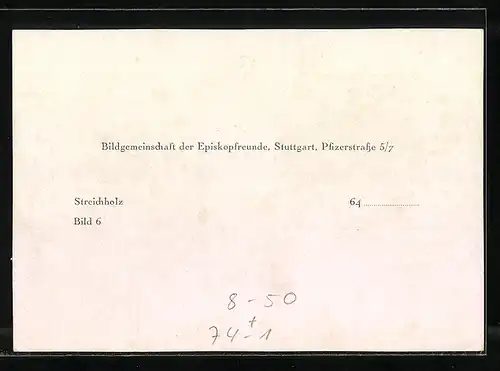 Bildgemeinschaft der Episkopfreunde, Stuttgart, Pfizerstraße 5/7
Streichholz 64 ....................
Bild 6
8 - 50
+
74 - 1